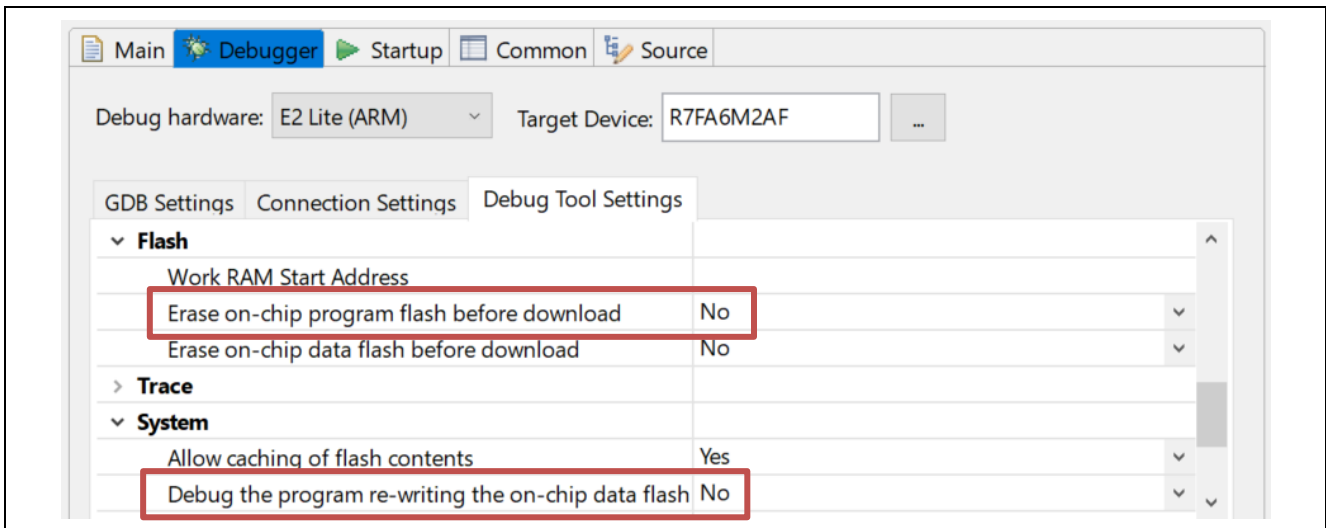 Main Debugger Startup Common Source
Debug hardware: E2 Lite (ARM) Target Device: R7FA6M2AF ...
GDB Settings Connection Settings Debug Tool Settings
Flash
Work RAM Start Address
Erase on-chip program flash before download No
Erase on-chip data flash before download No
Trace
System
Allow caching of flash contents Yes
Debug the program re-writing the on-chip data flash No